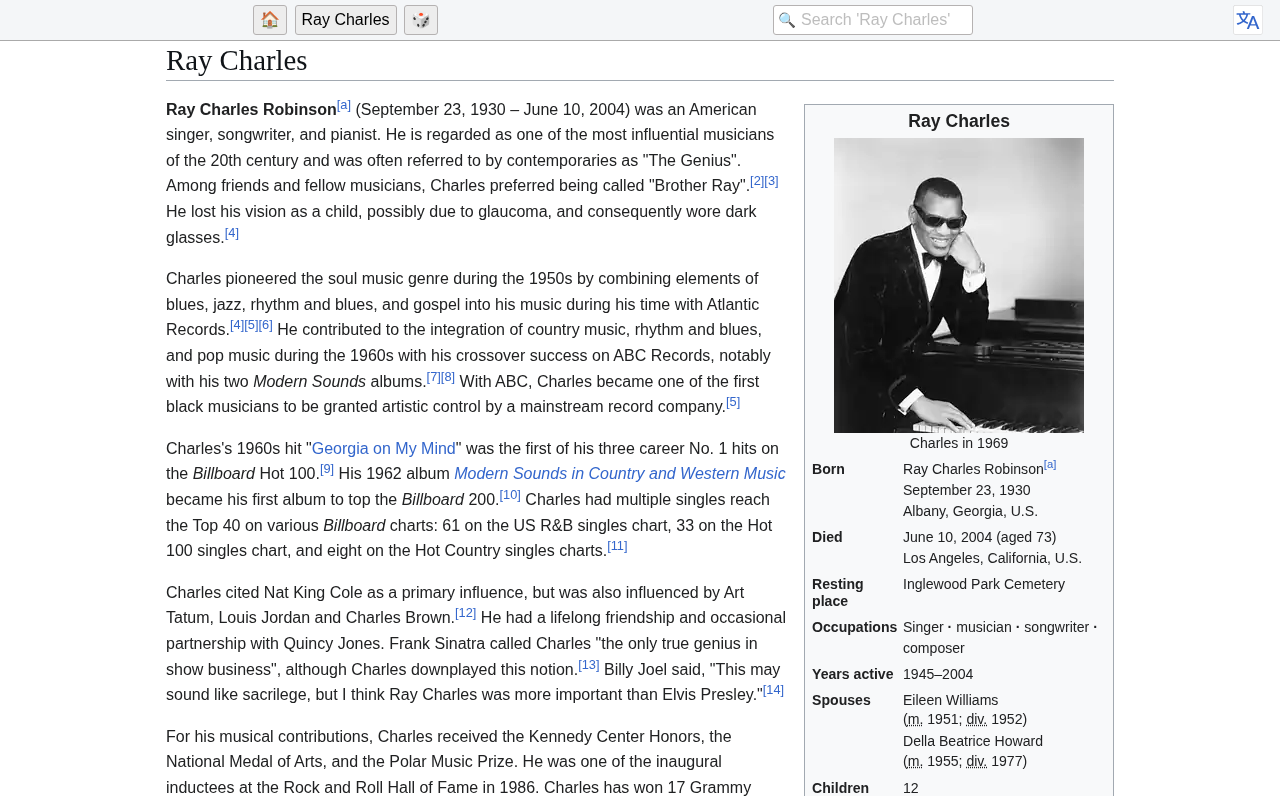 🏠 Ray Charles 🎲 🔍 Search 'Ray Charles'
Ray Charles
Ray Charles Robinson[a] (September 23, 1930 – June 10, 2004) was an American
singer, songwriter, and pianist. He is regarded as one of the most influential musicians
of the 20th century and was often referred to by contemporaries as "The Genius".
Among friends and fellow musicians, Charles preferred being called "Brother Ray".[2][3]
He lost his vision as a child, possibly due to glaucoma, and consequently wore dark
glasses.[4]
Charles pioneered the soul music genre during the 1950s by combining elements of
blues, jazz, rhythm and blues, and gospel into his music during his time with Atlantic
Records.[4][5][6] He contributed to the integration of country music, rhythm and blues,
and pop music during the 1960s with his crossover success on ABC Records, notably
with his two Modern Sounds albums.[7][8] With ABC, Charles became one of the first
black musicians to be granted artistic control by a mainstream record company.[5]
Charles's 1960s hit "Georgia on My Mind" was the first of his three career No. 1 hits on
the Billboard Hot 100.[9] His 1962 album Modern Sounds in Country and Western Music
became his first album to top the Billboard 200.[10] Charles had multiple singles reach
the Top 40 on various Billboard charts: 61 on the US R&B singles chart, 33 on the Hot
100 singles chart, and eight on the Hot Country singles charts.[11]
Charles cited Nat King Cole as a primary influence, but was also influenced by Art
Tatum, Louis Jordan and Charles Brown.[12] He had a lifelong friendship and occasional
partnership with Quincy Jones. Frank Sinatra called Charles "the only true genius in
show business", although Charles downplayed this notion.[13] Billy Joel said, "This may
sound like sacrilege, but I think Ray Charles was more important than Elvis Presley."[14]
For his musical contributions, Charles received the Kennedy Center Honors, the
National Medal of Arts, and the Polar Music Prize. He was one of the inaugural
inductees at the Rock and Roll Hall of Fame in 1986. Charles has won 17 Grammy
Ray Charles
Charles in 1969
Born Ray Charles Robinson[a]
September 23, 1930
Albany, Georgia, U.S.
Died June 10, 2004 (aged 73)
Los Angeles, California, U.S.
Resting place Inglewood Park Cemetery
Occupations Singer · musician · songwriter ·
composer
Years active 1945–2004
Spouses Eileen Williams
(m. 1951; div. 1952)
Della Beatrice Howard
(m. 1955; div. 1977)
Children 12